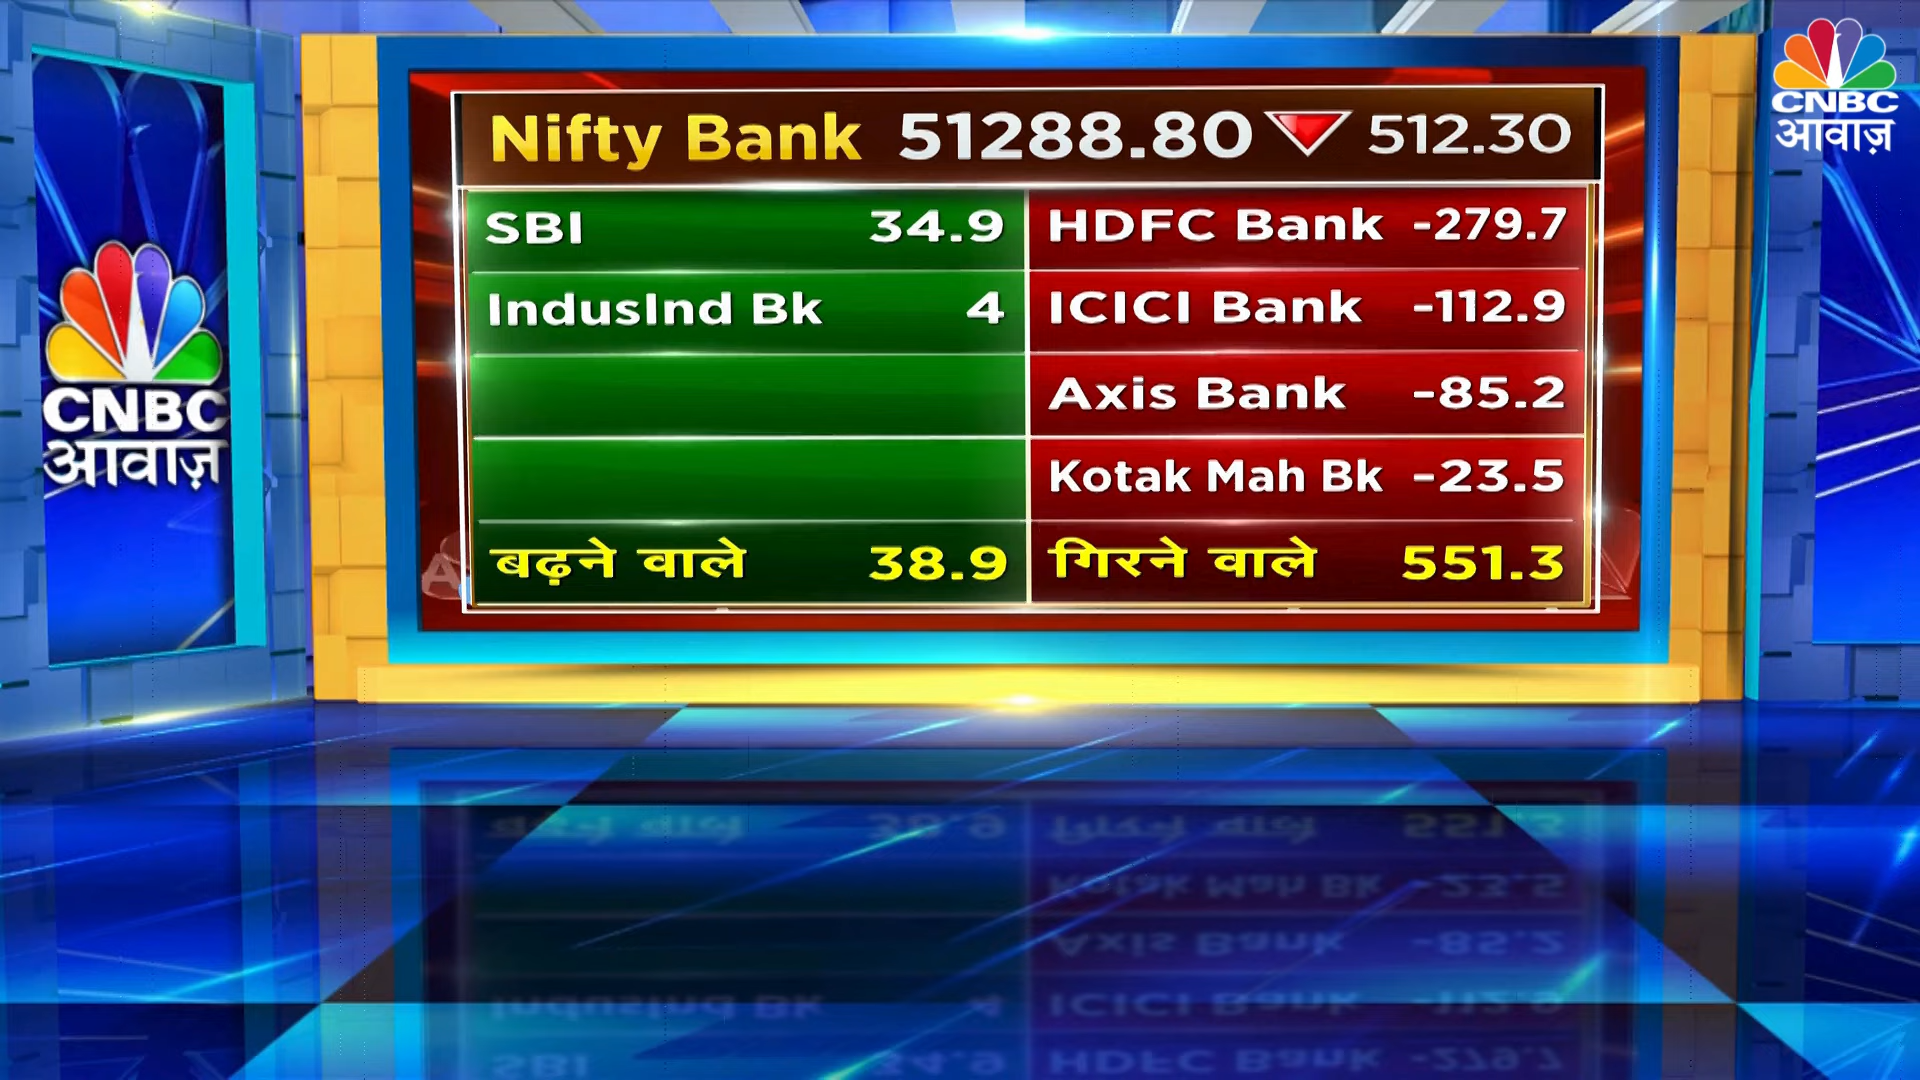 Nifty Bank 51288.80 512.30
SBI 34.9 HDFC Bank -279.7
IndusInd Bk 4 ICICI Bank -112.9
Axis Bank -85.2
Kotak Mah Bk -23.5
बढ़ने वाले 38.9 गिरने वाले 551.3
CNBC
आवाज़
CNBC
आवाज़